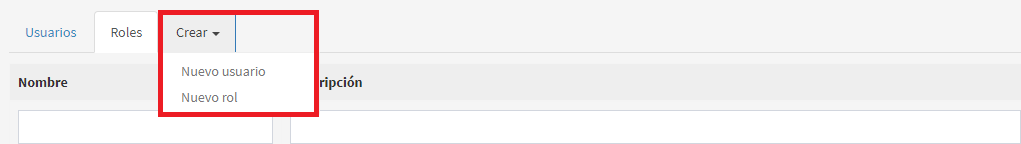 Usuarios Roles Crear
Nuevo usuario
Nuevo rol
Nombre ripción